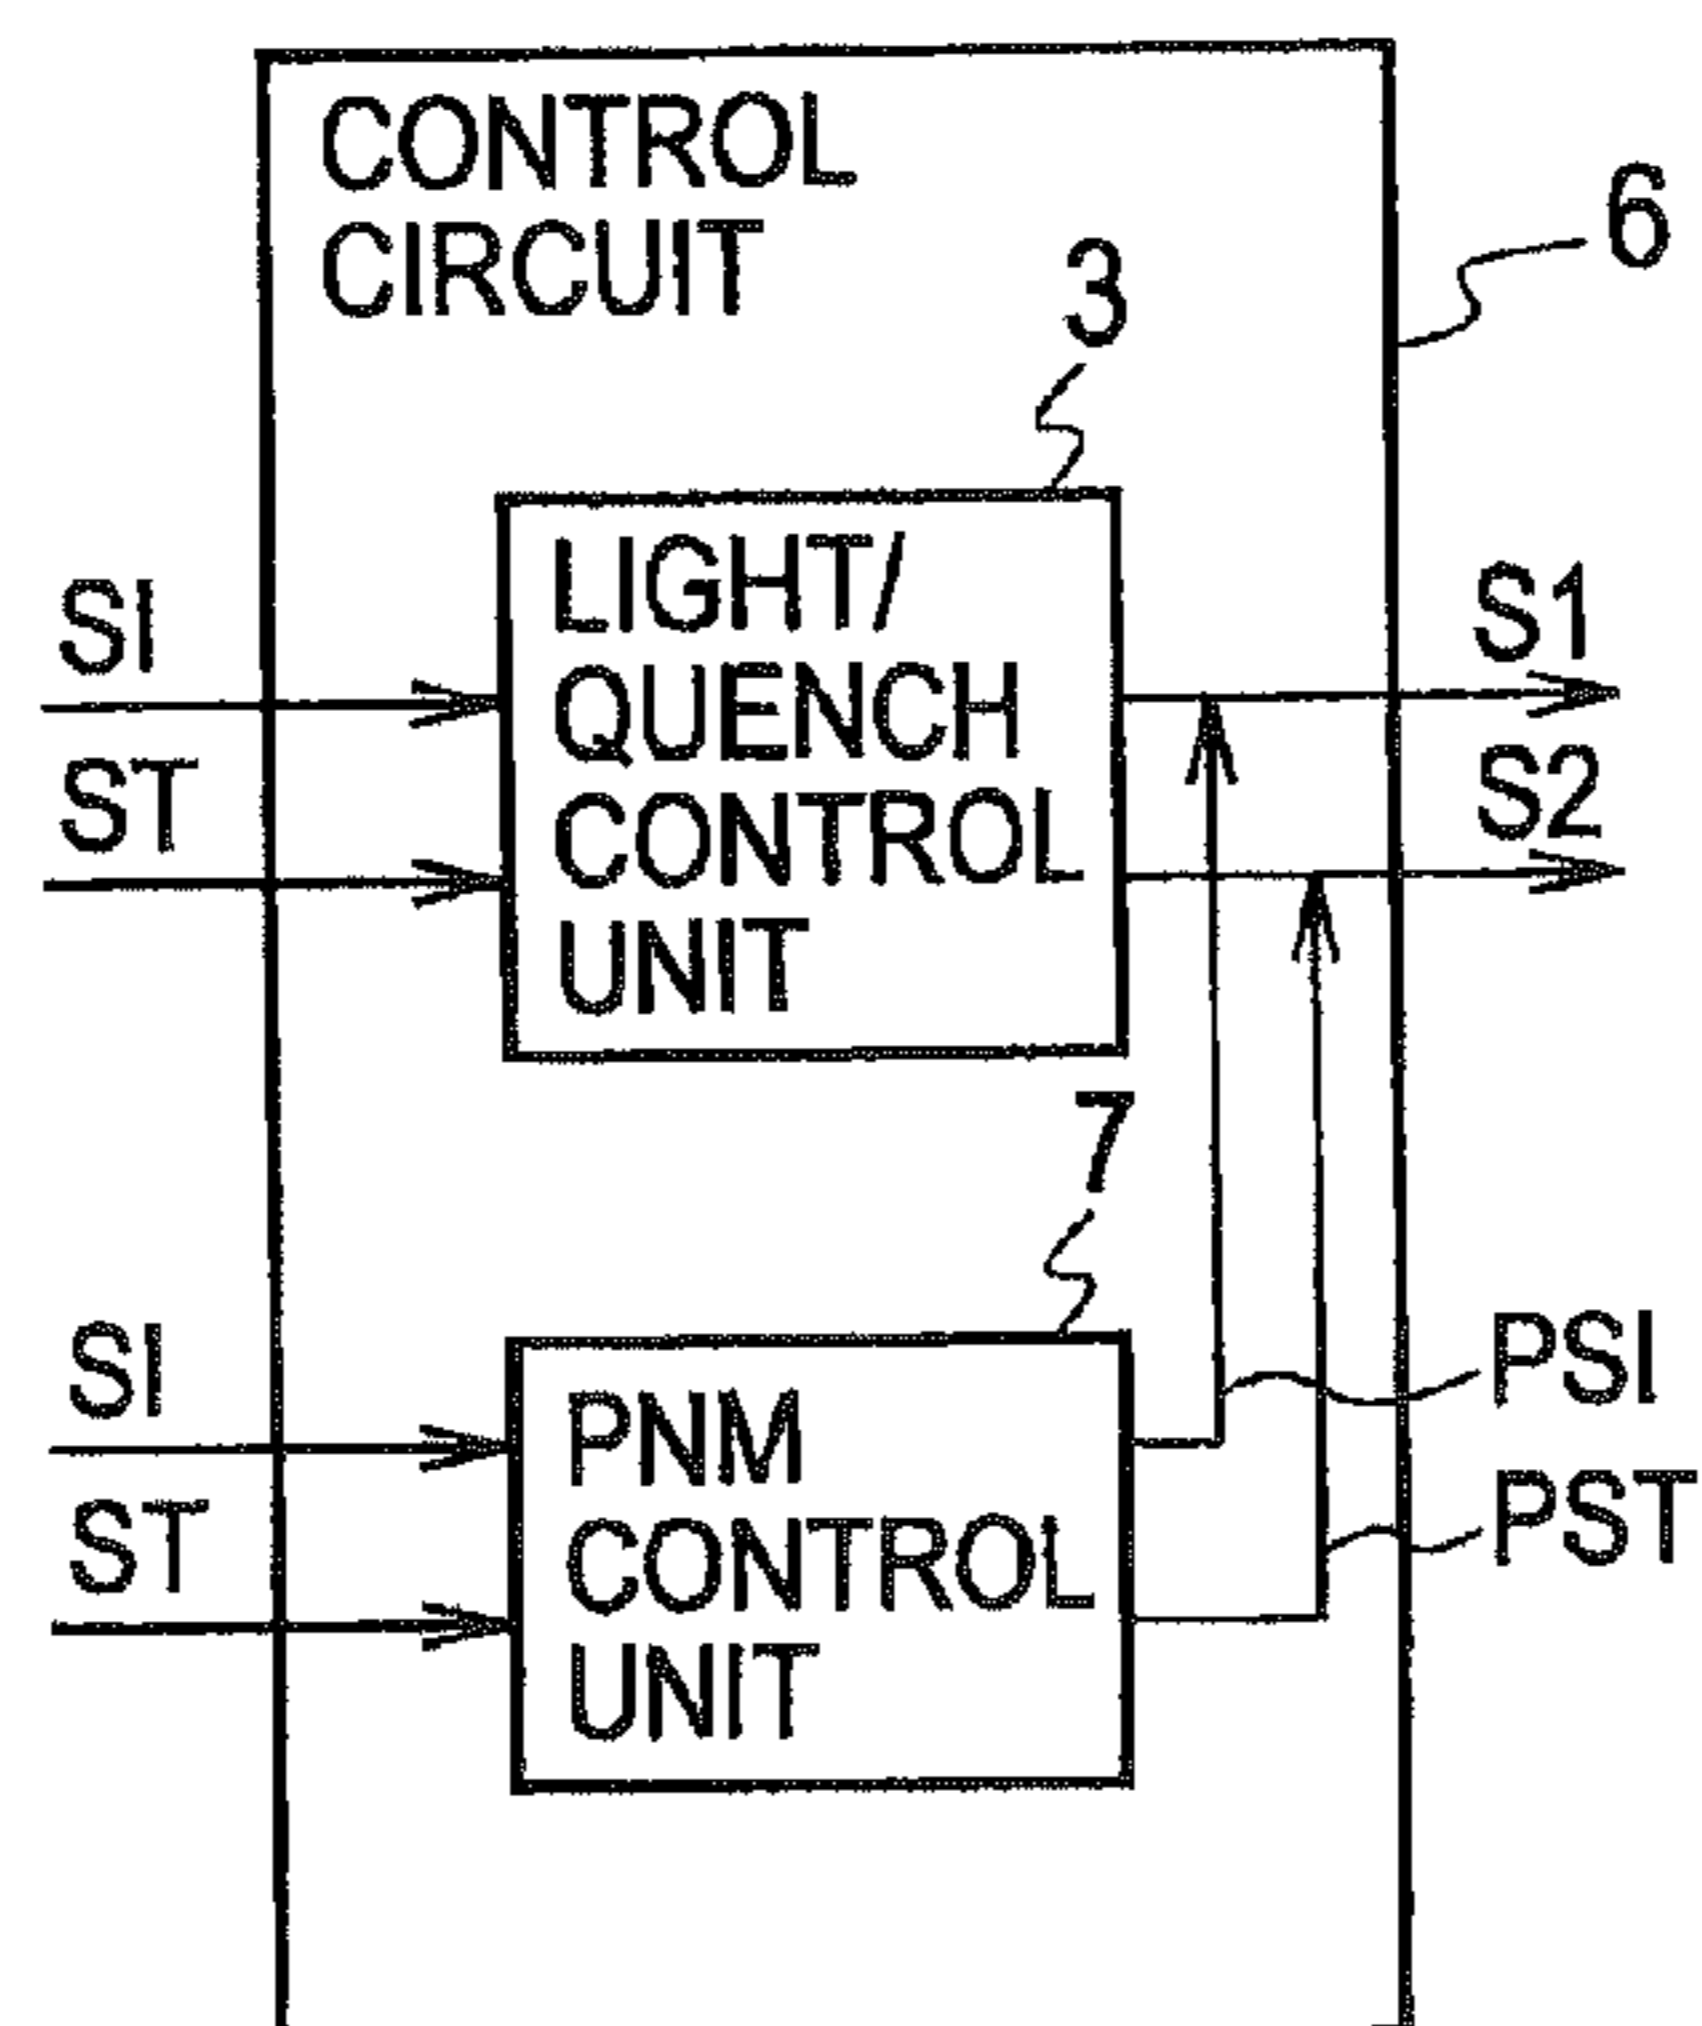 CONTROL
CIRCUIT
6
3
LIGHT/
QUENCH
CONTROL
UNIT
SI
ST
S1
S2
7
SI
ST
PNM
CONTROL
UNIT
PSI
PST